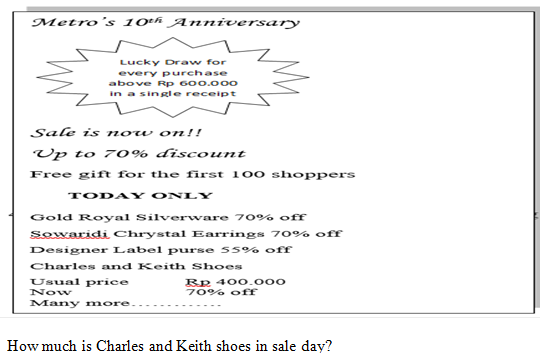 Metro's 10th Anniversary
Lucky Draw for
every purchase
above Rp 600.000
in a single receipt
Sale is now on!!
Up to 70% discount
Free gift for the first 100 shoppers
TODAY ONLY
Gold Royal Silverware 70% off
Sowaridi Chrystal Earrings 70% off
Designer Label purse 55% off
Charles and Keith Shoes
Usual price Rp 400.000
Now 70% off
Many more.............
How much is Charles and Keith shoes in sale day?